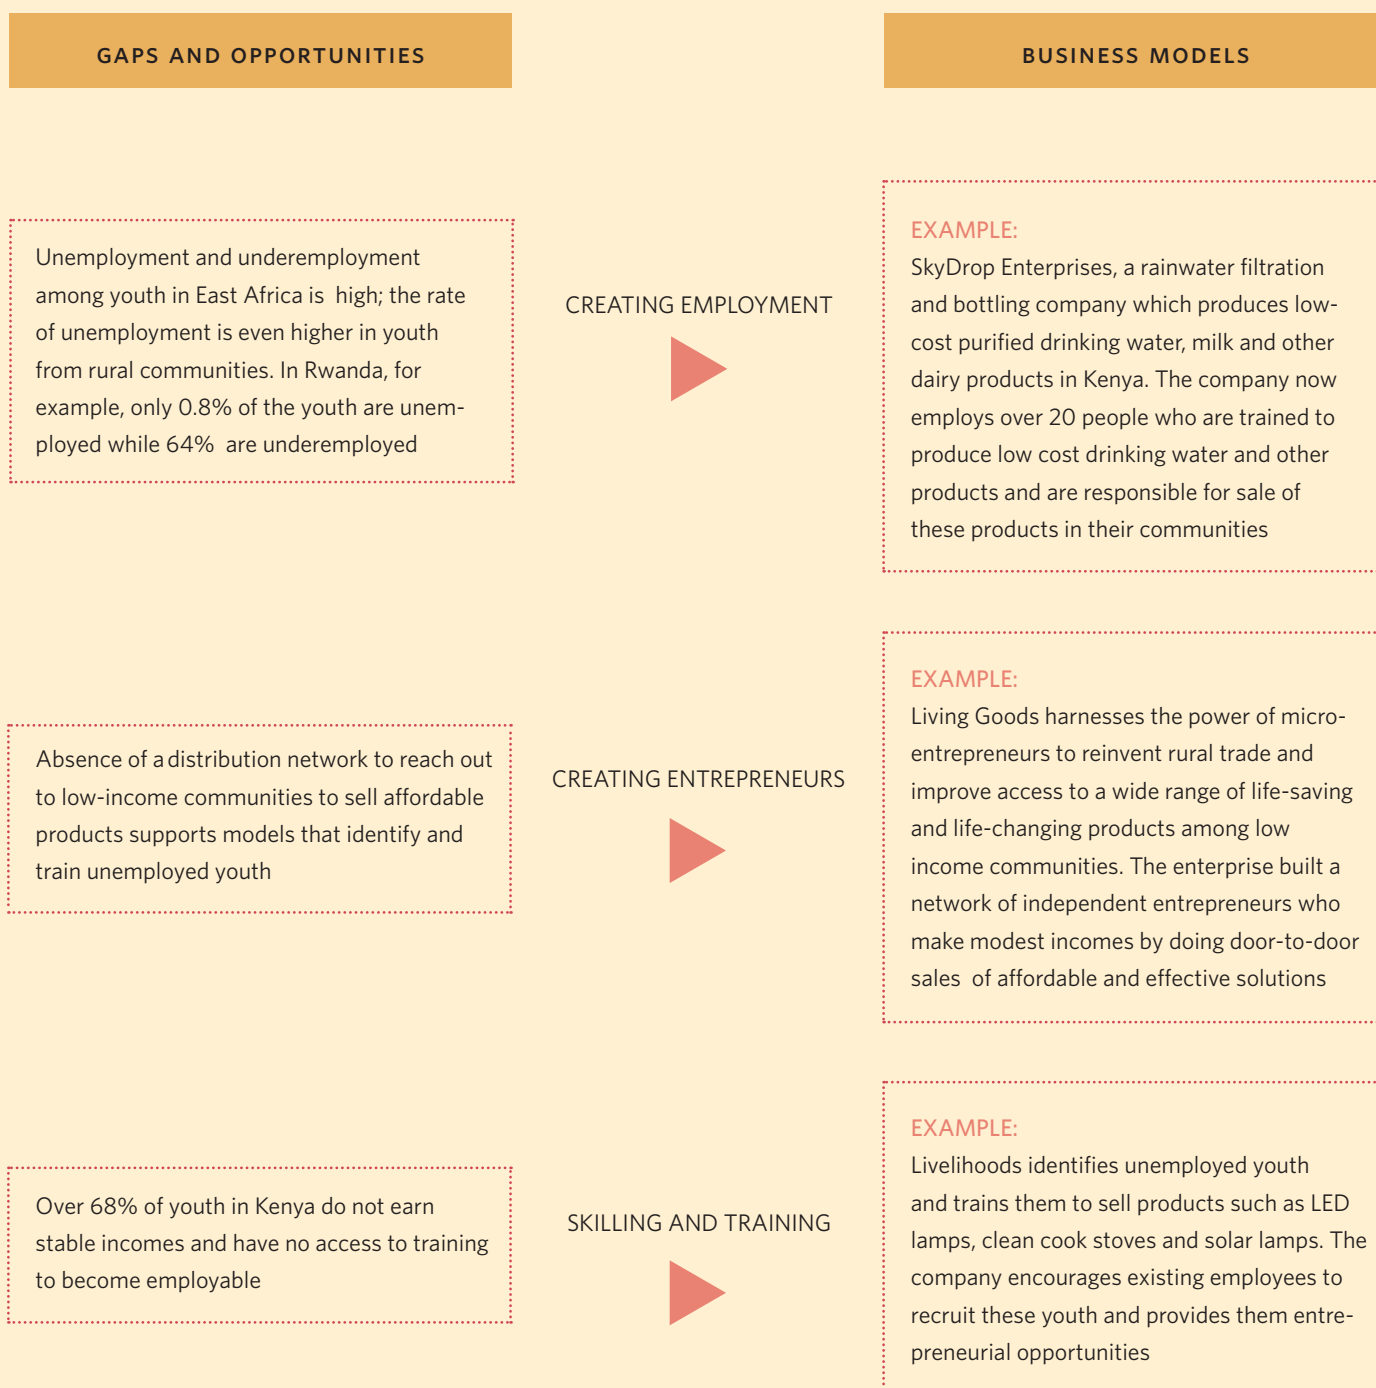 GAPS AND OPPORTUNITIES
BUSINESS MODELS
Unemployment and underemployment
among youth in East Africa is high; the rate
of unemployment is even higher in youth
from rural communities. In Rwanda, for
example, only 0.8% of the youth are unem-
ployed while 64% are underemployed
CREATING EMPLOYMENT
EXAMPLE:
SkyDrop Enterprises, a rainwater filtration
and bottling company which produces low-
cost purified drinking water, milk and other
dairy products in Kenya. The company now
employs over 20 people who are trained to
produce low cost drinking water and other
products and are responsible for sale of
these products in their communities
Absence of a distribution network to reach out
to low-income communities to sell affordable
products supports models that identify and
train unemployed youth
CREATING ENTREPRENEURS
EXAMPLE:
Living Goods harnesses the power of micro-
entrepreneurs to reinvent rural trade and
improve access to a wide range of life-saving
and life-changing products among low
income communities. The enterprise built a
network of independent entrepreneurs who
make modest incomes by doing door-to-door
sales of affordable and effective solutions
Over 68% of youth in Kenya do not earn
stable incomes and have no access to training
to become employable
SKILLING AND TRAINING
EXAMPLE:
Livelihoods identifies unemployed youth
and trains them to sell products such as LED
lamps, clean cook stoves and solar lamps. The
company encourages existing employees to
recruit these youth and provides them entre-
preneurial opportunities